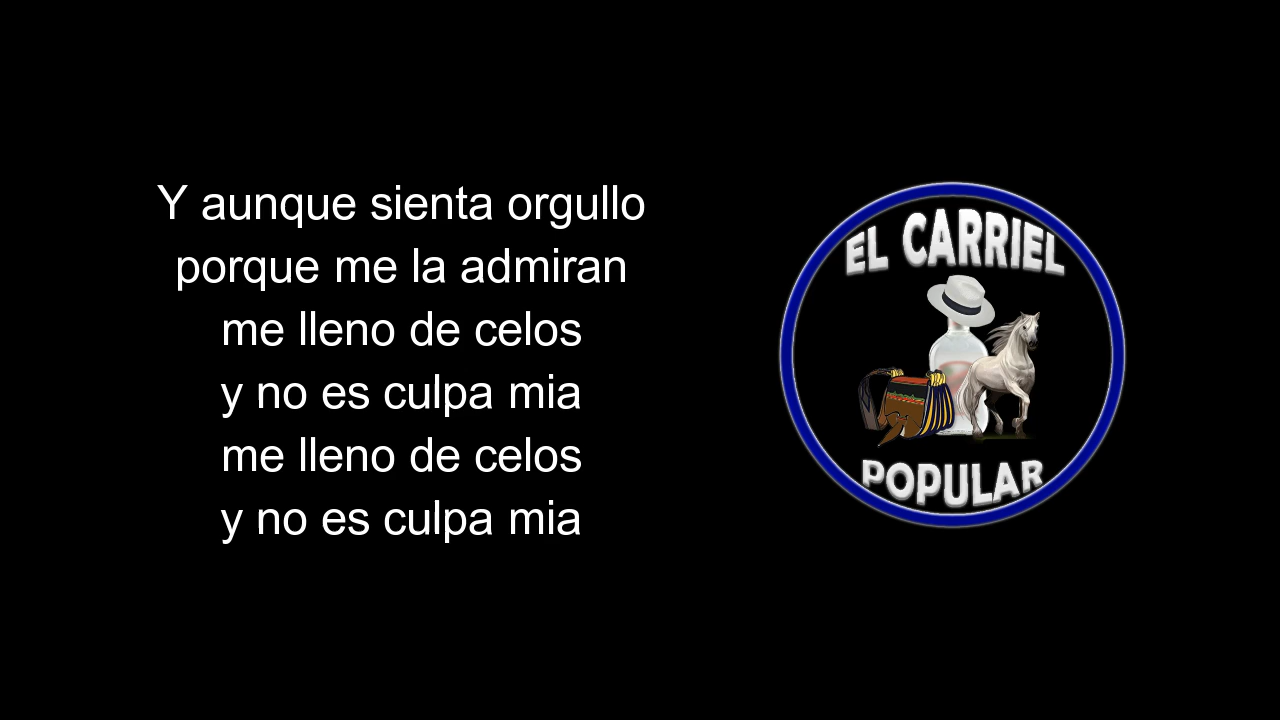 Y aunque sienta orgullo
porque me la admiran
me lleno de celos
y no es culpa mia
me lleno de celos
y no es culpa mia
EL CARRIEL
POPULAR